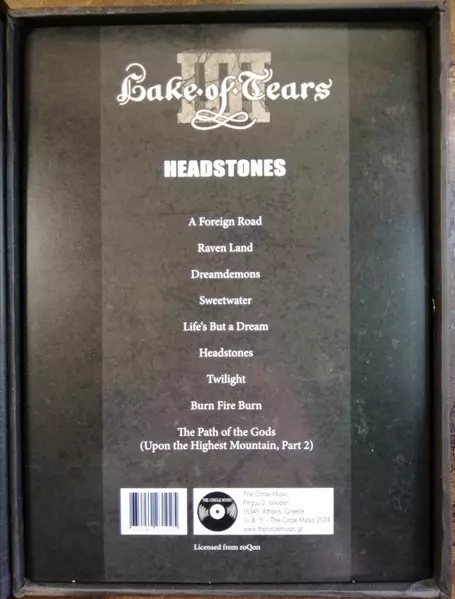 Lake of Tears
HEADSTONES
A Foreign Road
Raven Land
Dreamdemons
Sweetwater
Life's But a Dream
Headstones
Twilight
Burn Fire Burn
The Path of the Gods
(Upon the Highest Mountain, Part 2)
THE CIRCLE MUSIC
The Circle Music
16345, Athens, Greece
© & ℗ - The Circle Music 2024
www.thecirclemusic.gr
Licensed from roQon